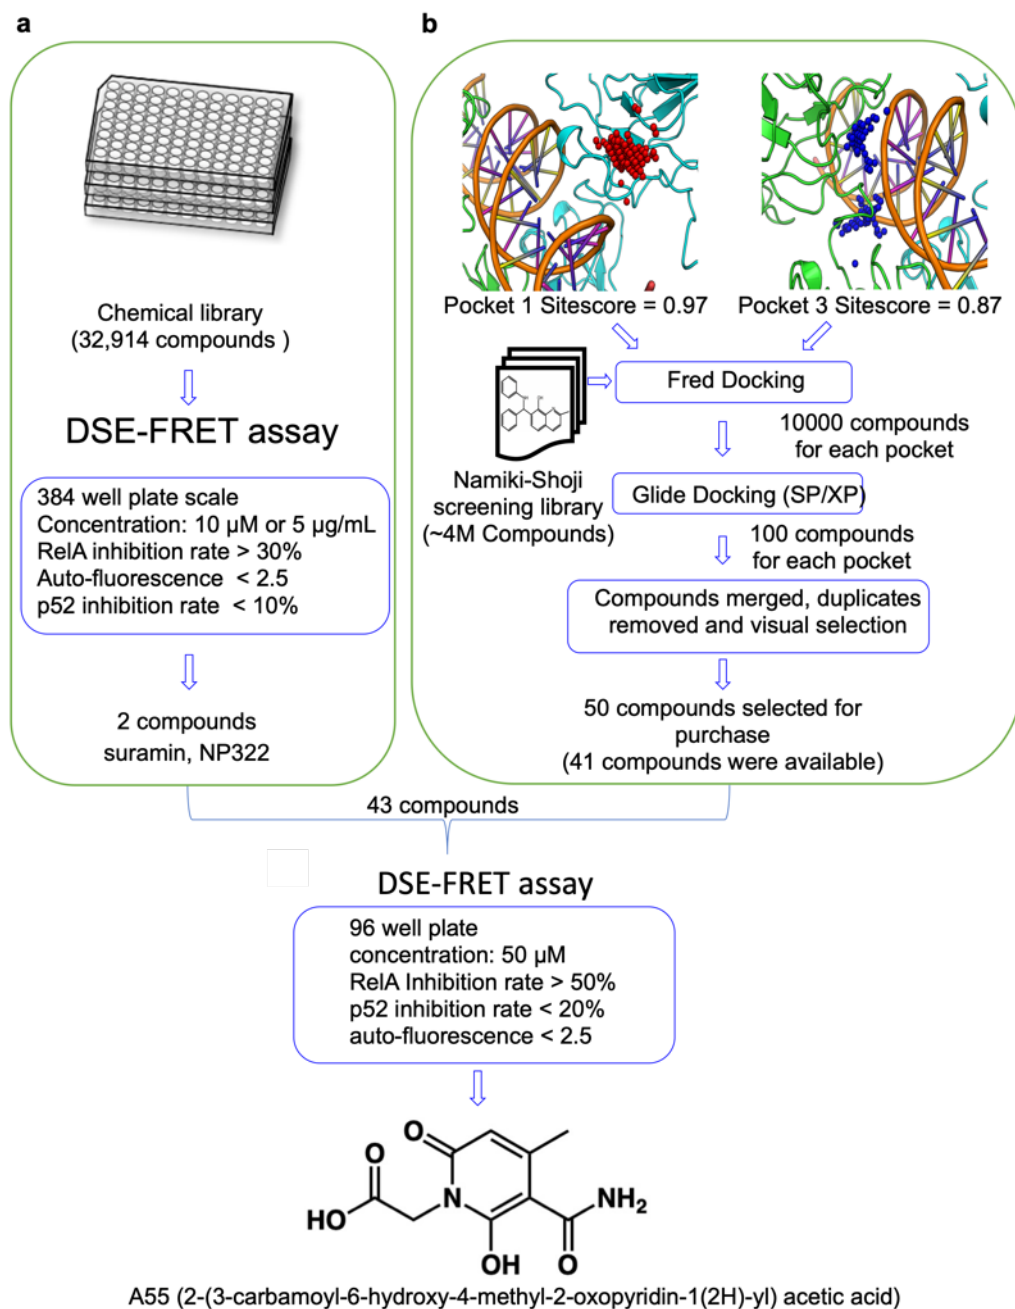 a
Chemical library
(32,914 compounds )
DSE-FRET assay
384 well plate scale
Concentration: 10 µM or 5 µg/mL
RelA inhibition rate > 30%
Auto-fluorescence < 2.5
p52 inhibition rate < 10%
2 compounds
suramin, NP322
b
Pocket 1 Sitescore = 0.97
Pocket 3 Sitescore = 0.87
Fred Docking
Namiki-Shoji
screening library
(~4M Compounds)
10000 compounds
for each pocket
Glide Docking (SP/XP)
100 compounds
for each pocket
Compounds merged, duplicates
removed and visual selection
50 compounds selected for
purchase
(41 compounds were available)
43 compounds
DSE-FRET assay
96 well plate
concentration: 50 µM
RelA Inhibition rate > 50%
p52 inhibition rate < 20%
auto-fluorescence < 2.5
O
O
N
NH2
HO
OH
O
A55 (2-(3-carbamoyl-6-hydroxy-4-methyl-2-oxopyridin-1(2H)-yl) acetic acid)